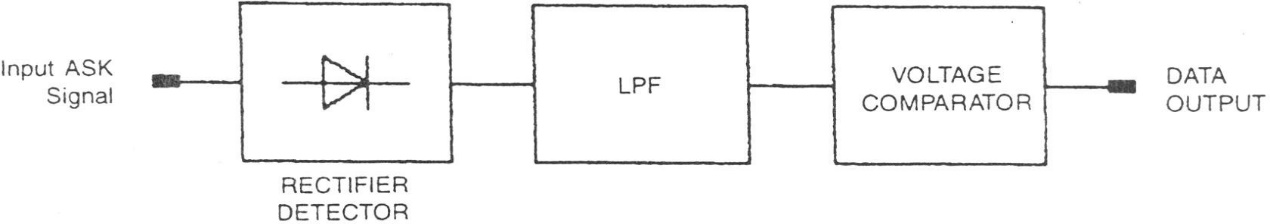 Input ASK
Signal
RECTIFIER
DETECTOR
LPF
VOLTAGE
COMPARATOR
DATA
OUTPUT